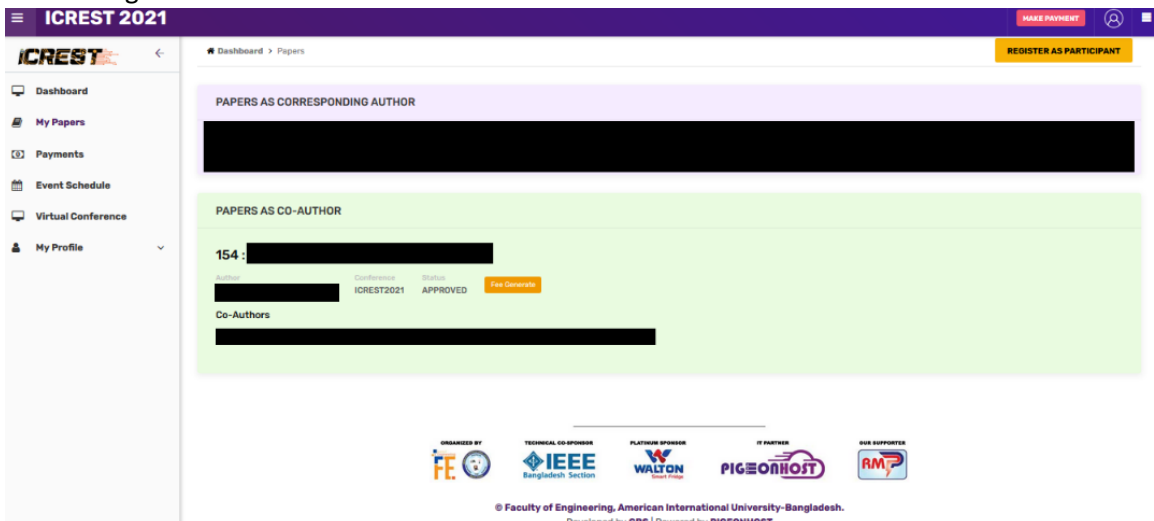 ICREST 2021
MAKE PAYMENT
ICREST
Dashboard > Papers
REGISTER AS PARTICIPANT
Dashboard
My Papers
Payments
Event Schedule
Virtual Conference
My Profile
PAPERS AS CORRESPONDING AUTHOR
PAPERS AS CO-AUTHOR
154 :
Author
Conference
Status
ICREST2021
APPROVED
Fee Generate
Co-Authors
ORGANIZED BY
TECHNICAL CO-SPONSOR
PLATINUM SPONSOR
IT PARTNER
OUR SUPPORTER
FE
IEEE
Bangladesh Section
WALTON
Smart Fridge
PIGEONHOST
RM
© Faculty of Engineering, American International University-Bangladesh.